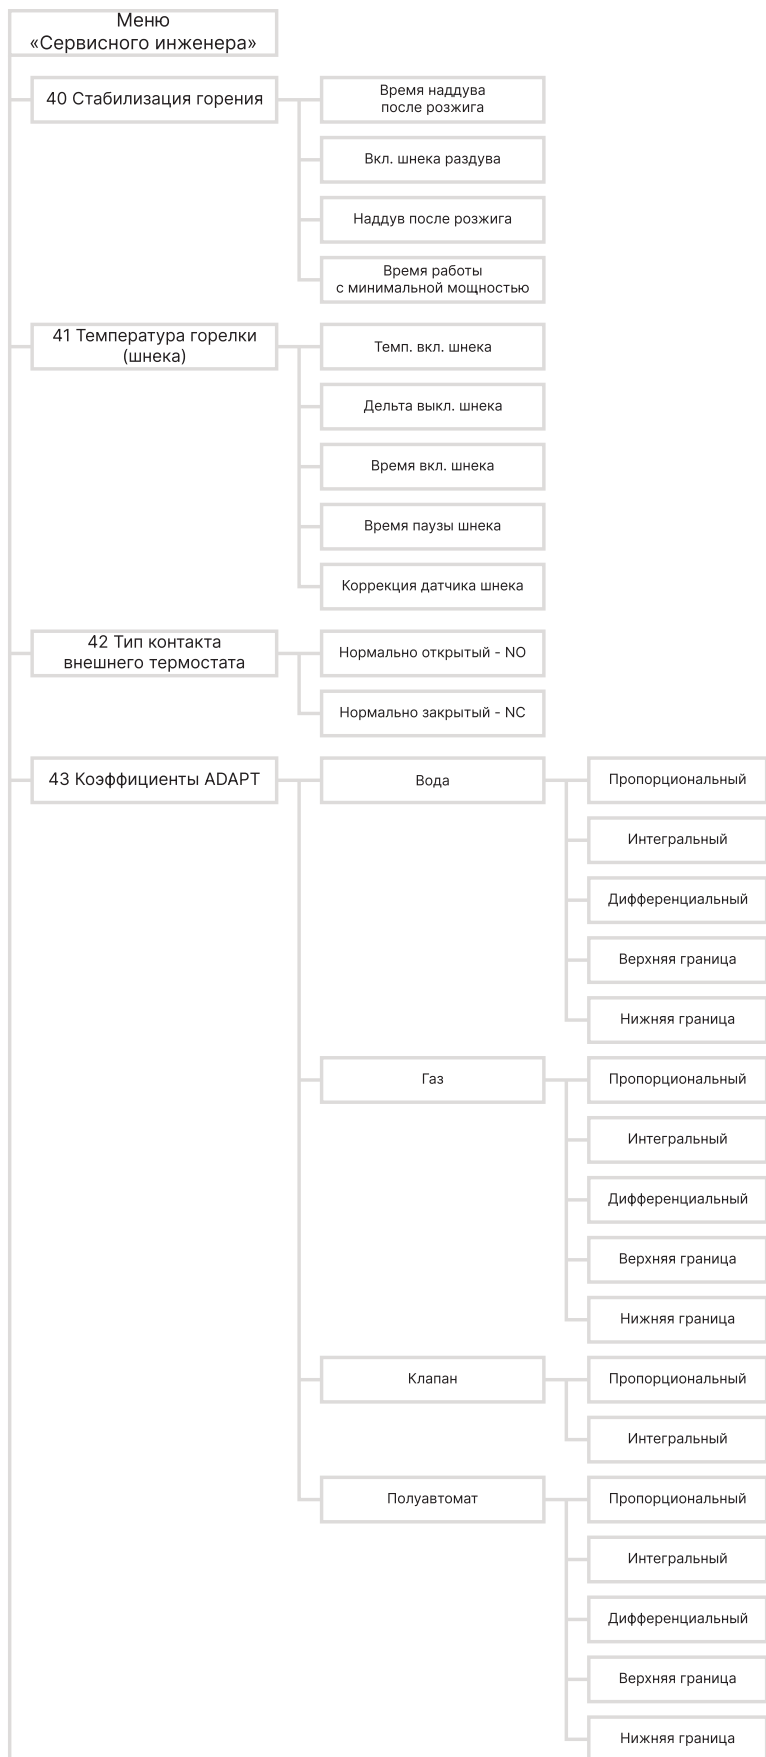 Меню
«Сервисного инженера»
40 Стабилизация горения
Время наддува
после розжига
Вкл. шнека раздува
Наддув после розжига
Время работы
с минимальной мощностью
41 Температура горелки
(шнека)
Темп. вкл. шнека
Дельта выкл. шнека
Время вкл. шнека
Время паузы шнека
Коррекция датчика шнека
42 Тип контакта
внешнего термостата
Нормально открытый - NO
Нормально закрытый - NC
43 Коэффициенты ADAPT
Вода
Пропорциональный
Интегральный
Дифференциальный
Верхняя граница
Нижняя граница
Газ
Пропорциональный
Интегральный
Дифференциальный
Верхняя граница
Нижняя граница
Клапан
Пропорциональный
Интегральный
Полуавтомат
Пропорциональный
Интегральный
Дифференциальный
Верхняя граница
Нижняя граница